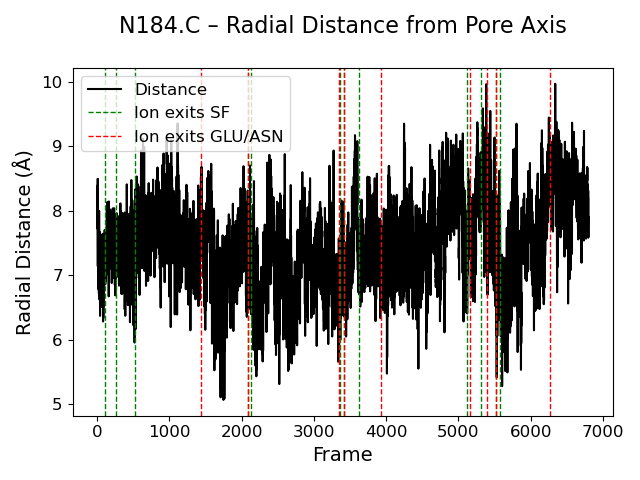 N184.C – Radial Distance from Pore Axis
Distance
Ion exits SF
Ion exits GLU/ASN
Radial Distance (Å)
10
9
8
7
6
5
0 1000 2000 3000 4000 5000 6000 7000
Frame